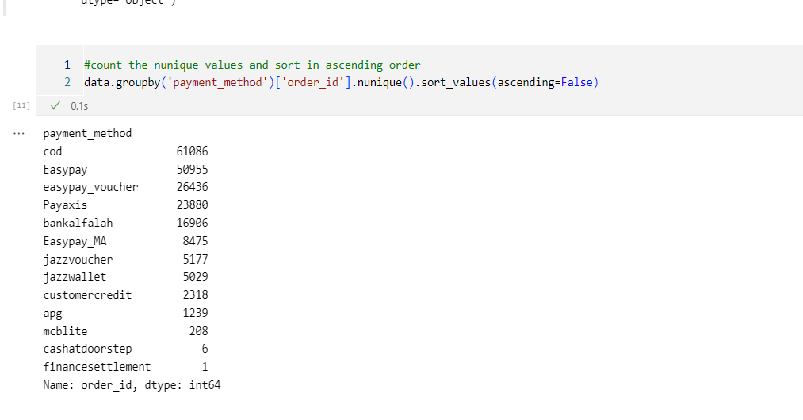 dtype='object')
1 #count the nunique values and sort in ascending order
2 data.groupby('payment_method')['order_id'].nunique().sort_values(ascending=False)
[11] ✓ 0.1s
... payment_method
cod 61086
Easypay 50955
easypay_voucher 26436
Payaxis 23880
bankalfalah 16906
Easypay_MA 8475
jazzvoucher 5177
jazzwallet 5029
customercredit 2318
apg 1239
mcblite 208
cashatdoorstep 6
financesettlement 1
Name: order_id, dtype: int64